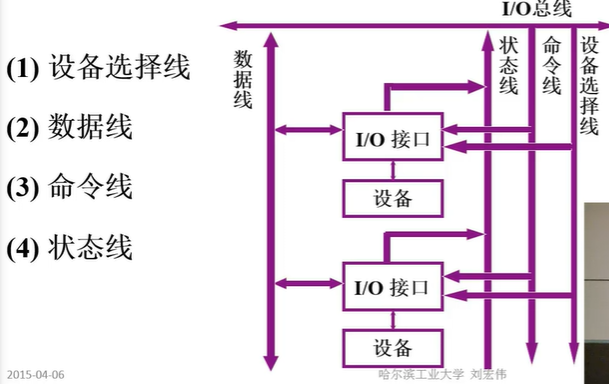 I/O总线
(1) 设备选择线
(2) 数据线
(3) 命令线
(4) 状态线
数据线
状态线
命令线
设备选择线
I/O 接口
设备
I/O 接口
设备
2015-04-06
哈尔滨工业大学 刘宏伟